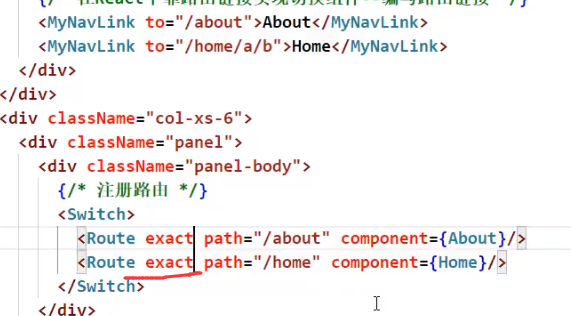 {/* 在React中靠路由链接实现切换组件--编写路由链接 */}
<MyNavLink to="/about">About</MyNavLink>
<MyNavLink to="/home/a/b">Home</MyNavLink>
</div>
</div>
<div className="col-xs-6">
<div className="panel">
<div className="panel-body">
{/* 注册路由 */}
<Switch>
<Route exact path="/about" component={About}/>
<Route exact path="/home" component={Home}/>
</Switch>
</div>